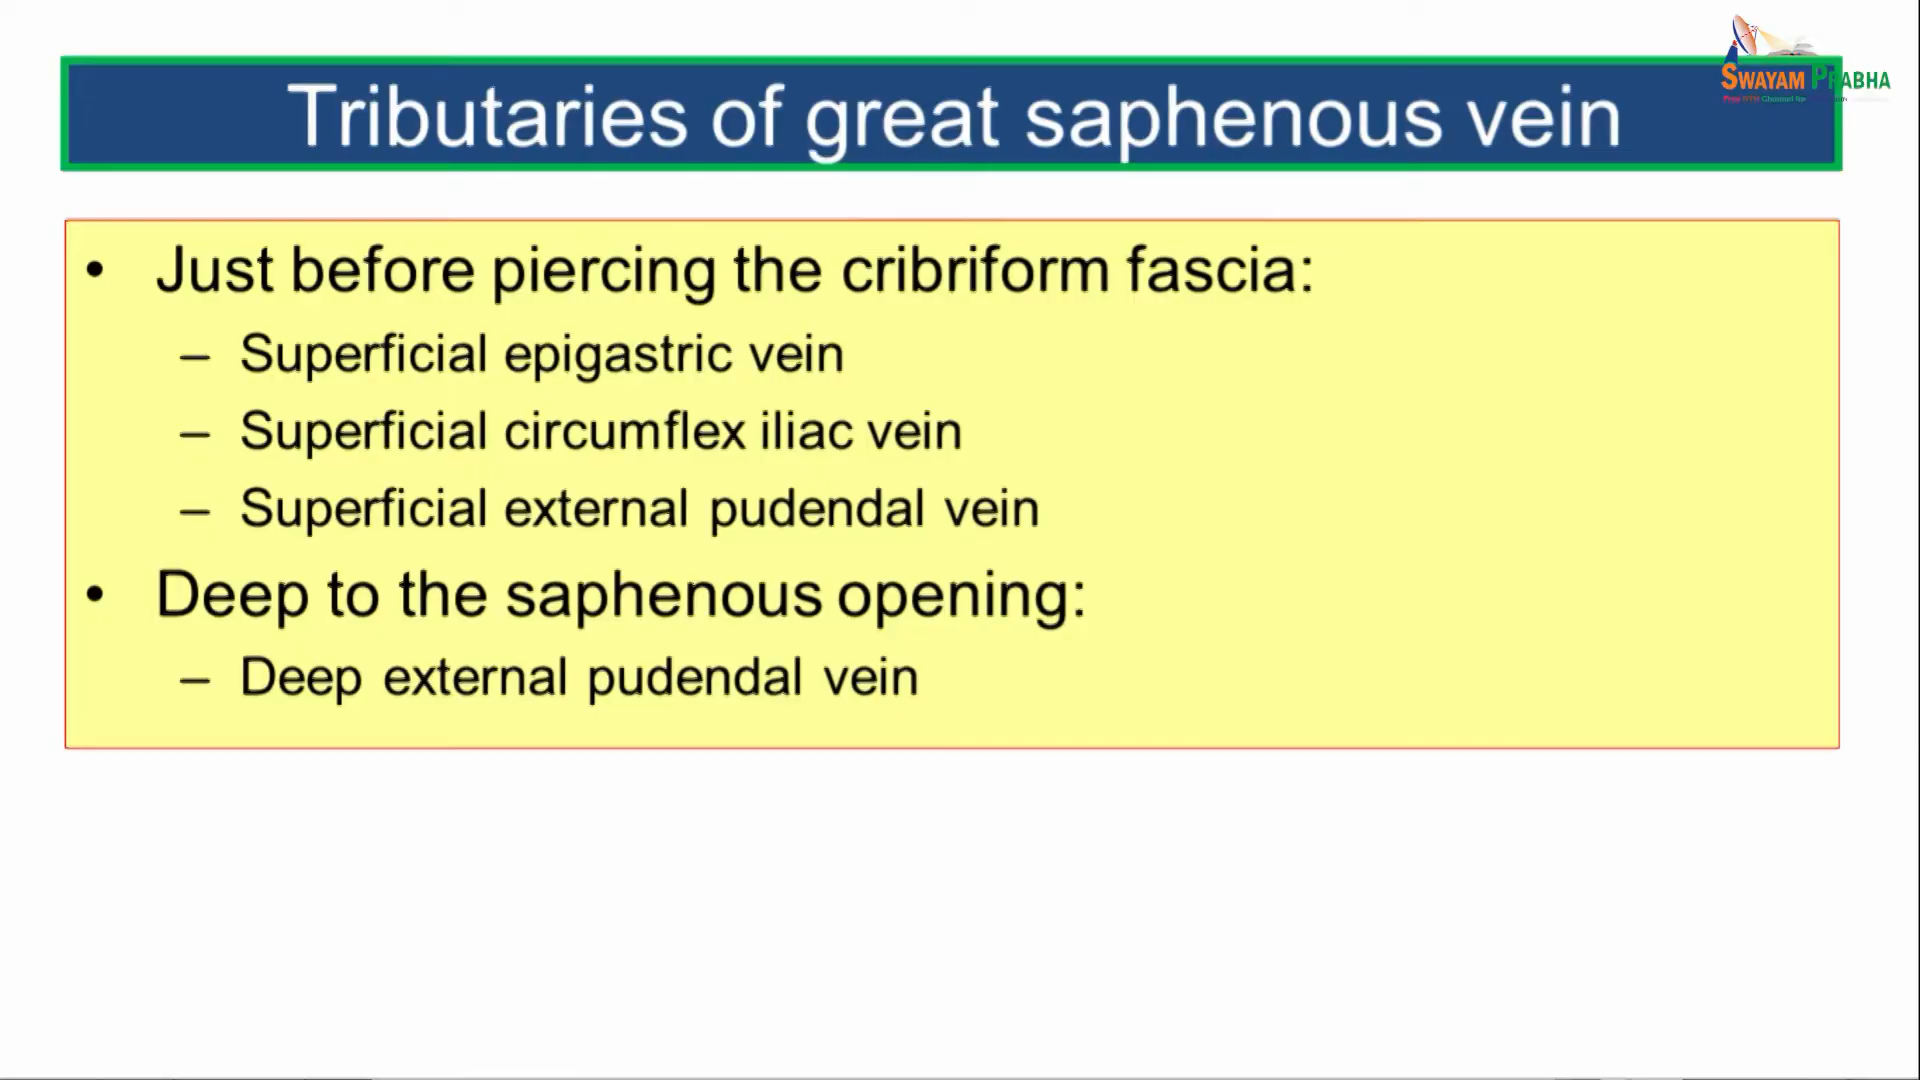 SWAYAM PRABHA
Tributaries of great saphenous vein
• Just before piercing the cribriform fascia:
– Superficial epigastric vein
– Superficial circumflex iliac vein
– Superficial external pudendal vein
• Deep to the saphenous opening:
– Deep external pudendal vein